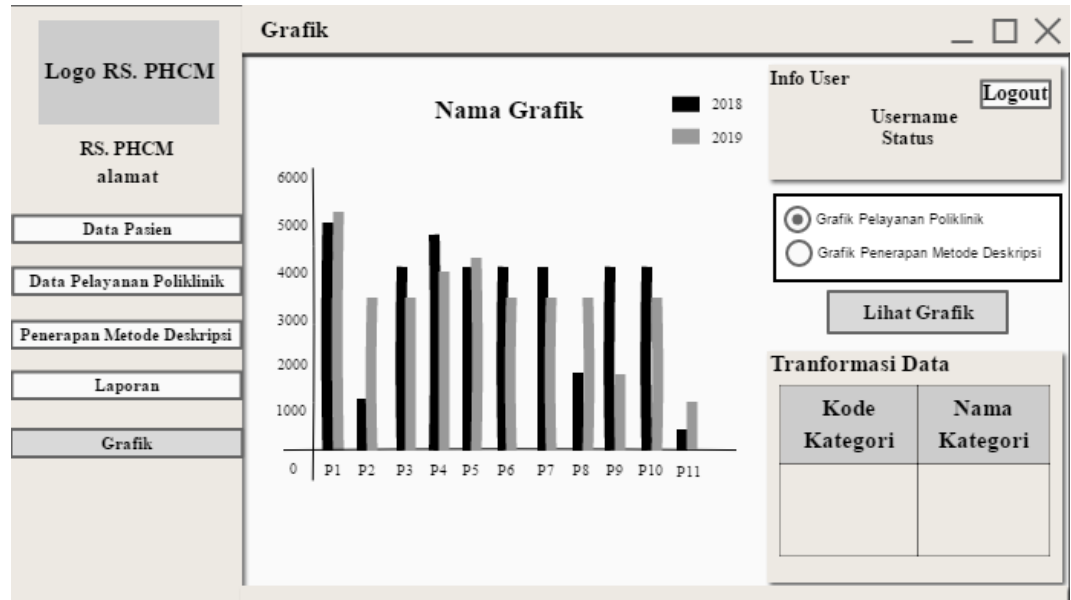 Grafik
Logo RS. PHCM
RS. PHCM
alamat
Data Pasien
Data Pelayanan Poliklinik
Penerapan Metode Deskripsi
Laporan
Grafik
Nama Grafik
2018
2019
6000
5000
4000
3000
2000
1000
0
P1 P2 P3 P4 P5 P6 P7 P8 P9 P10 P11
Info User
Logout
Username
Status
Grafik Pelayanan Poliklinik
Grafik Penerapan Metode Deskripsi
Lihat Grafik
Tranformasi Data
Kode Kategori
Nama Kategori